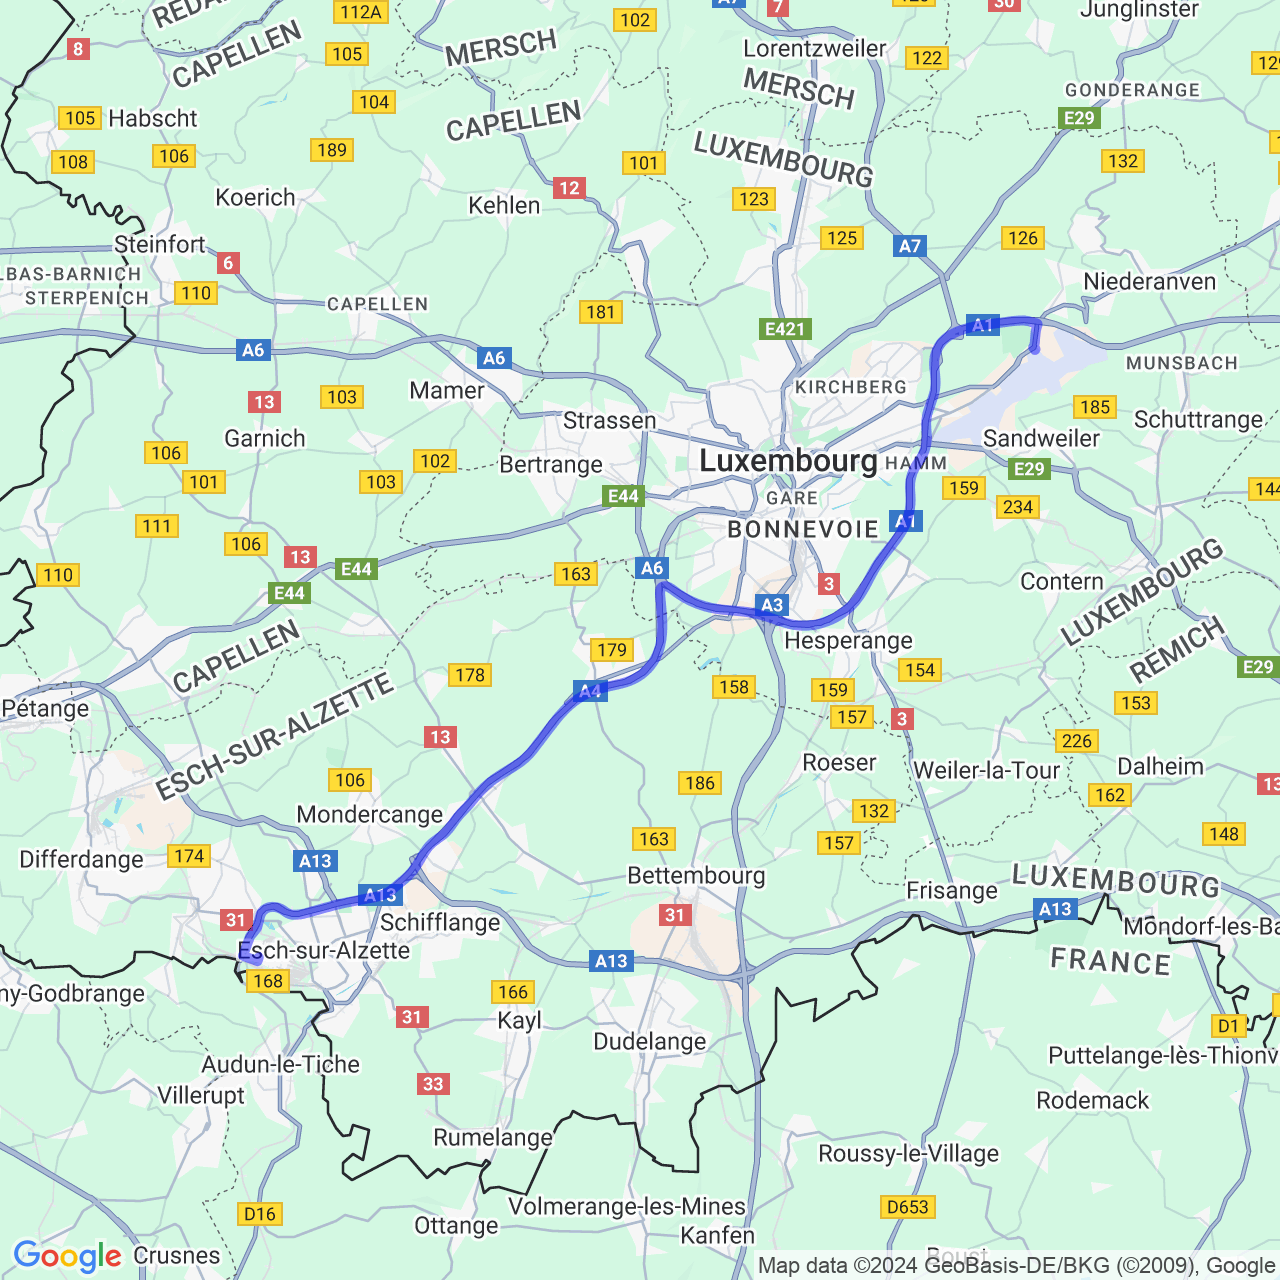 REDA
112A
102
A7
7
120
30
Junglinster
8
CAPELLEN
105
MERSCH
Lorentzweiler
122
129
104
MERSCH
GONDERANGE
105
Habscht
CAPELLEN
E29
108
106
189
101
LUXEMBOURG
132
Koerich
12
Kehlen
123
Steinfort
125
A7
126
6
LBAS-BARNICH
STERPENICH
110
CAPELLEN
181
Niederanven
A6
A6
E421
A1
MUNSBACH
13
103
Mamer
KIRCHBERG
185
Garnich
Strassen
Schuttrange
106
102
Bertrange
Luxembourg
HAMM
Sandweiler
E29
101
103
E44
GARE
159
144
111
BONNEVOIE
A1
234
106
13
E44
163
A6
3
LUXEMBOURG
110
E44
A3
Contern
CAPELLEN
179
Hesperange
REMICH
178
A4
158
159
154
E29
Pétange
ESCH-SUR-ALZETTE
157
3
153
13
226
106
186
Roeser
Weiler-la-Tour
Dalheim
13
Mondercange
132
162
174
A13
163
157
148
Differdange
Bettembourg
LUXEMBOURG
A13
Frisange
31
Schifflange
31
A13
Mondorf-les-Ba
Esch-sur-Alzette
A13
FRANCE
168
ny-Godbrange
166
31
Kayl
D1
Dudelange
Audun-le-Tiche
Puttelange-lès-Thionv
Villerupt
33
Rodemack
Rumelange
Roussy-le-Village
D16
Volmerange-les-Mines
D653
Ottange
Kanfen
Google
Crusnes
Boust
Map data ©2024 GeoBasis-DE/BKG (©2009), Google